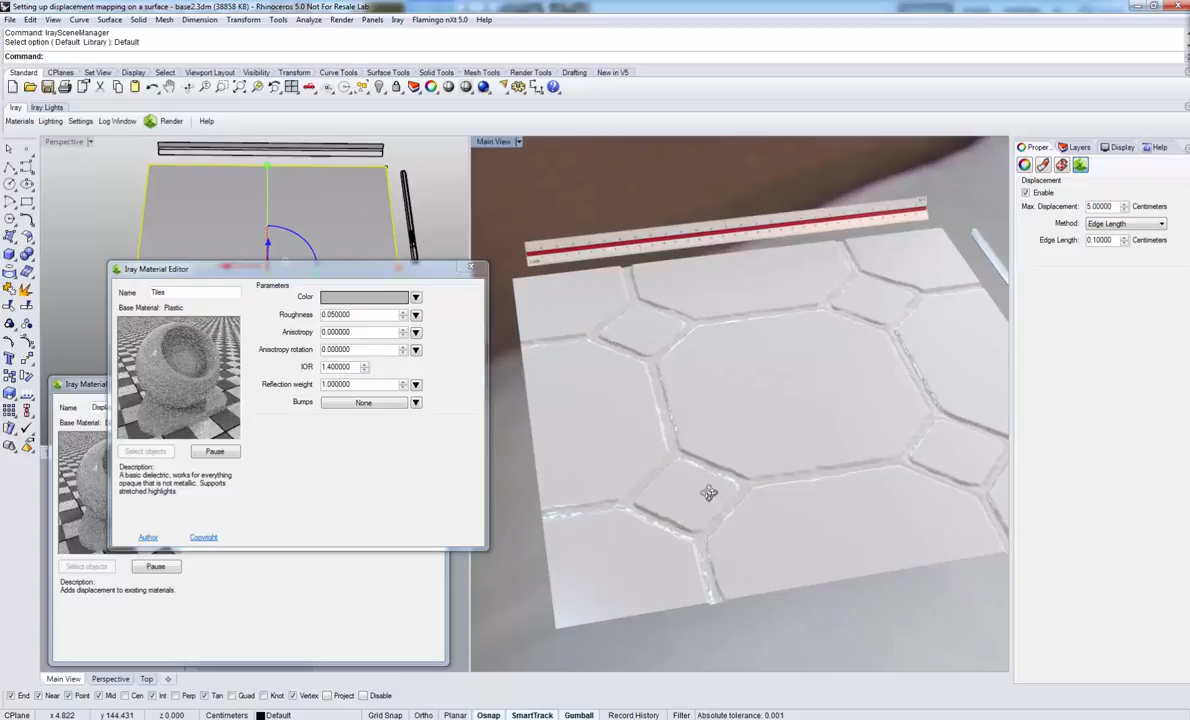 Setting up displacement mapping on a surface - base2.3dm (38858 KB) - Rhinoceros 5.0 Not For Resale Lab
File Edit View Curve Surface Solid Mesh Dimension Transform Tools Analyze Render Panels Iray Flamingo nXt 5.0 Help
Command: IraySceneManager
Select option ( Default Library ): Default
Command:
Standard CPlanes Set View Display Select Viewport Layout Visibility Transform Curve Tools Surface Tools Solid Tools Mesh Tools Render Tools Drafting New in V5
Iray Iray Lights
Materials Lighting Settings Log Window Render Help
Perspective
Main View
Proper... Layers Display Help
Displacement
Enable
Max. Displacement: 5.00000 Centimeters
Method: Edge Length
Edge Length: 0.10000 Centimeters
Iray Material Editor
Name Tiles
Base Material: Plastic
Parameters
Color
Roughness 0.050000
Anisotropy 0.000000
Anisotropy rotation 0.000000
IOR 1.400000
Reflection weight 1.000000
Bumps None
Select objects Pause
Description:
A basic dielectric, works for everything
opaque that is not metallic. Supports
stretched highlights
Author Copyright
Iray Material
Name Displ
Base Mater
Select objects Pause
Description:
Adds displacement to existing materials.
Main View Perspective Top
End Near Point Mid Cen Int Perp Tan Quad Knot Vertex Project Disable
CPlane x 4.822 y 144.431 z 0.000 Centimeters Default Grid Snap Ortho Planar Osnap SmartTrack Gumball Record History Filter Absolute tolerance: 0.001